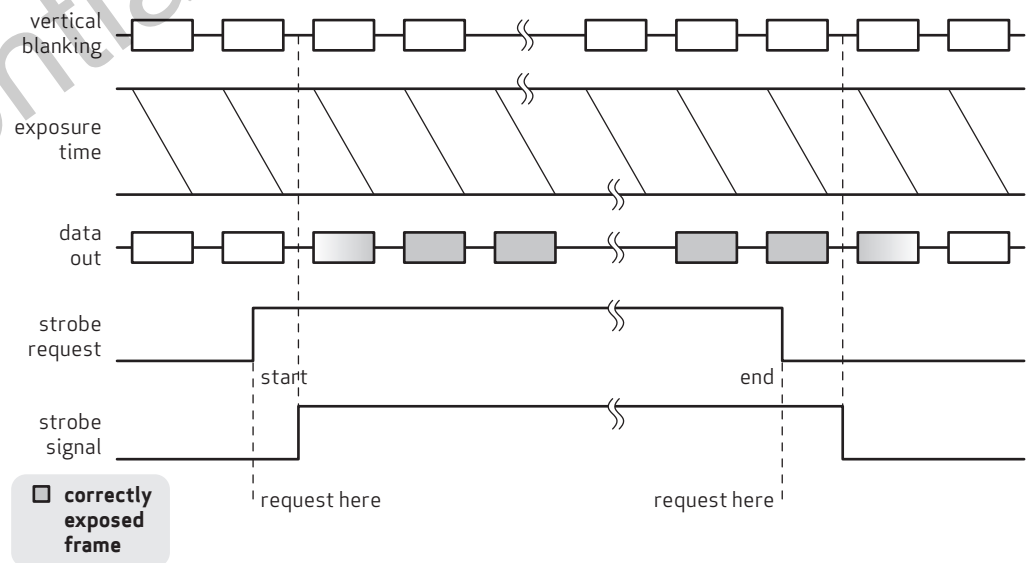 vertical
blanking
exposure
time
data
out
strobe
request
start
end
strobe
signal
request here
request here
correctly
exposed
frame